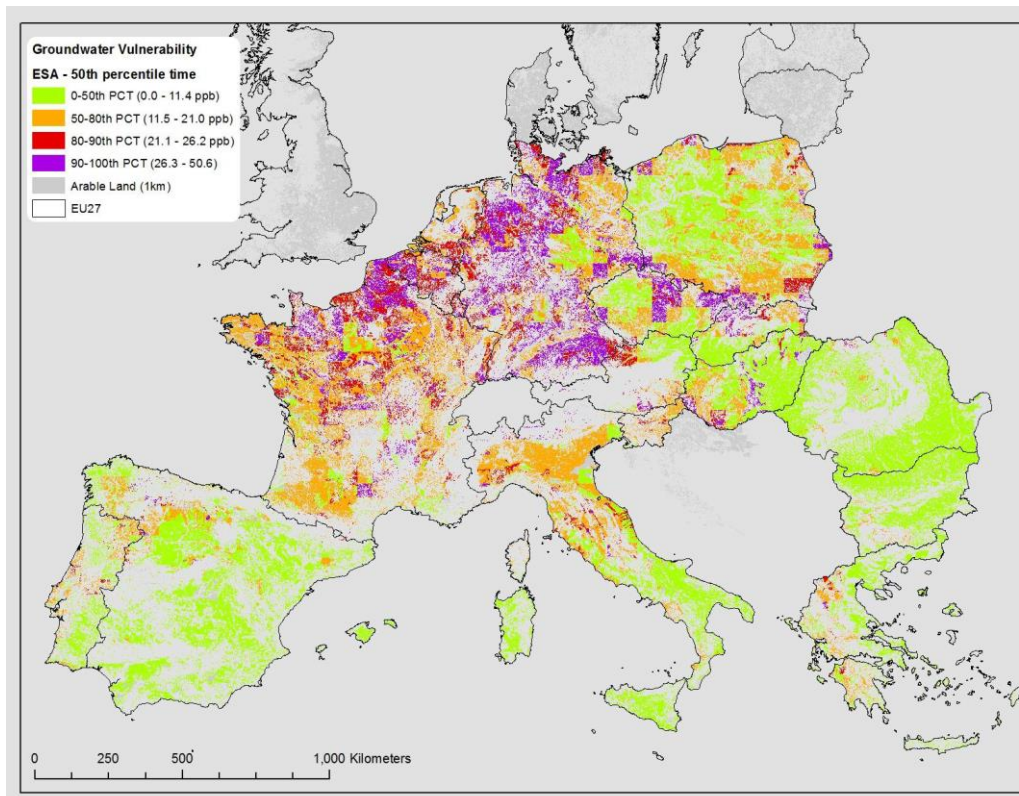 Groundwater Vulnerability
ESA - 50th percentile time
0-50th PCT (0.0 - 11.4 ppb)
50-80th PCT (11.5 - 21.0 ppb)
80-90th PCT (21.1 - 26.2 ppb)
90-100th PCT (26.3 - 50.6)
Arable Land (1km)
EU27
0 250 500 1,000 Kilometers